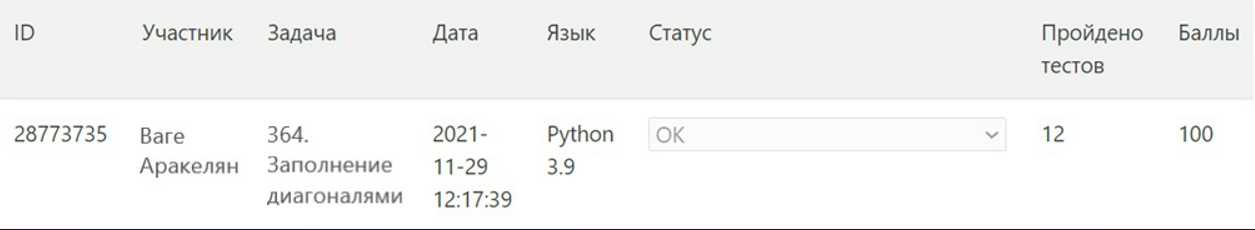 ID Участник Задача Дата Язык Статус Пройдено тестов Баллы
28773735 Ваге 364. 2021- Python OK 12 100
Аракелян Заполнение 11-29 3.9
диагоналями 12:17:39